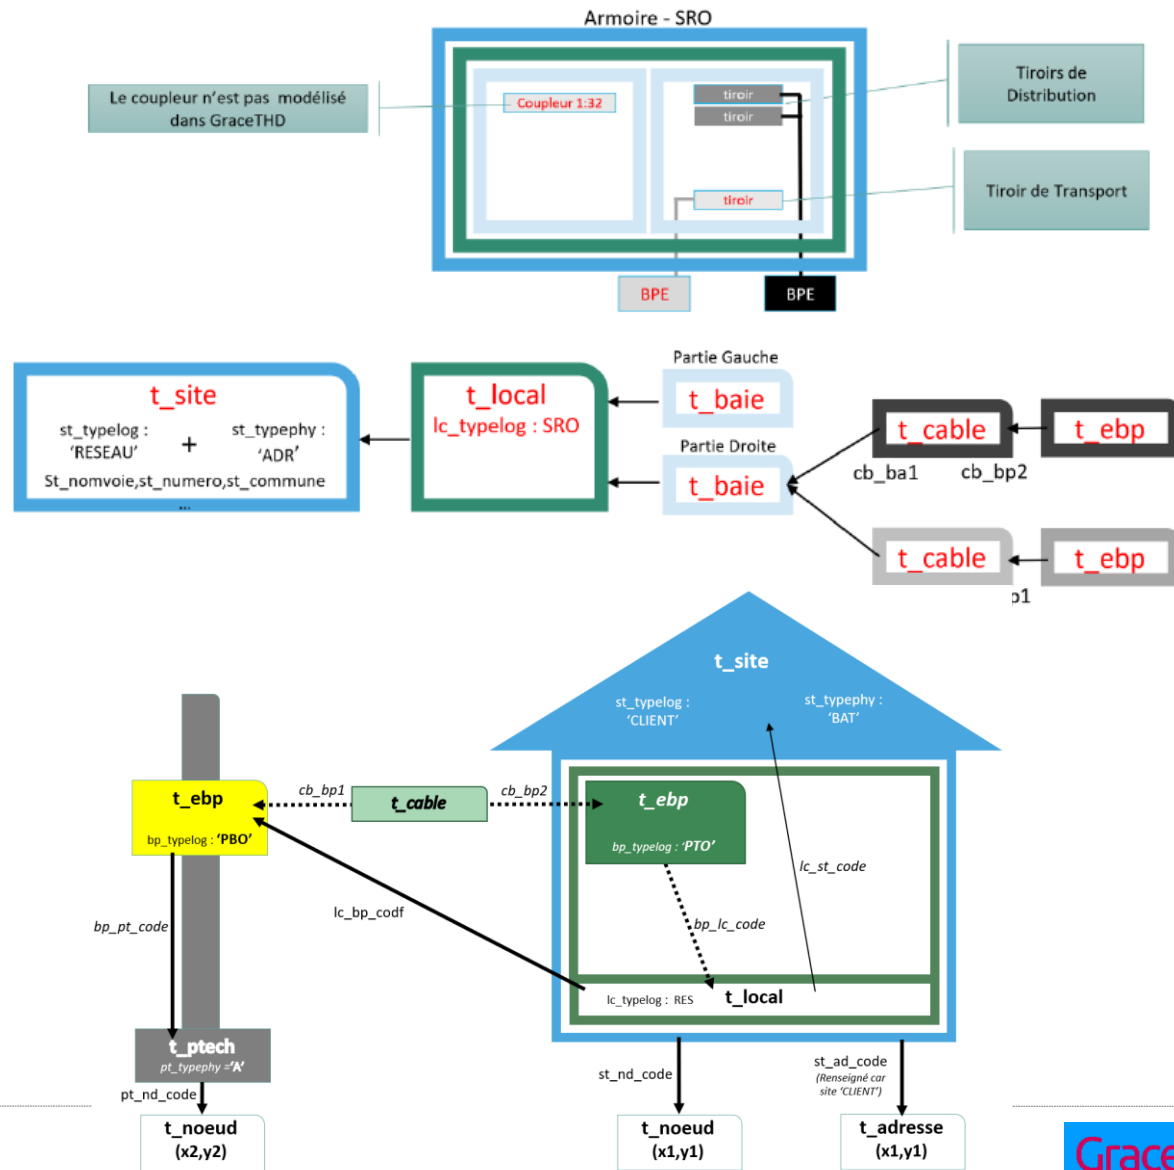 Armoire - SRO
Le coupleur n'est pas modélisé
dans GraceTHD
Coupleur 1:32
tiroir
tiroir
tiroir
Tiroirs de
Distribution
Tiroir de Transport
BPE
BPE
t_site
st_typelog :
'RESEAU'
+
st_typephy :
'ADR'
St_nomvoie,st_numero,st_commune
...
t_local
lc_typelog : SRO
Partie Gauche
t_baie
Partie Droite
t_baie
t_cable
t_ebp
cb_ba1
cb_bp2
t_cable
t_ebp
p1
t_site
st_typelog :
'CLIENT'
st_typephy :
'BAT'
t_ebp
bp_typelog : 'PBO'
cb_bp1
t_cable
cb_bp2
t_ebp
bp_typelog : 'PTO'
lc_st_code
bp_pt_code
lc_bp_codf
bp_lc_code
lc_typelog : RES
t_local
t_ptech
pt_typephy ='A'
pt_nd_code
st_nd_code
st_ad_code
(Renseigné car
site 'CLIENT')
t_noeud
(x2,y2)
t_noeud
(x1,y1)
t_adresse
(x1,y1)
Grace